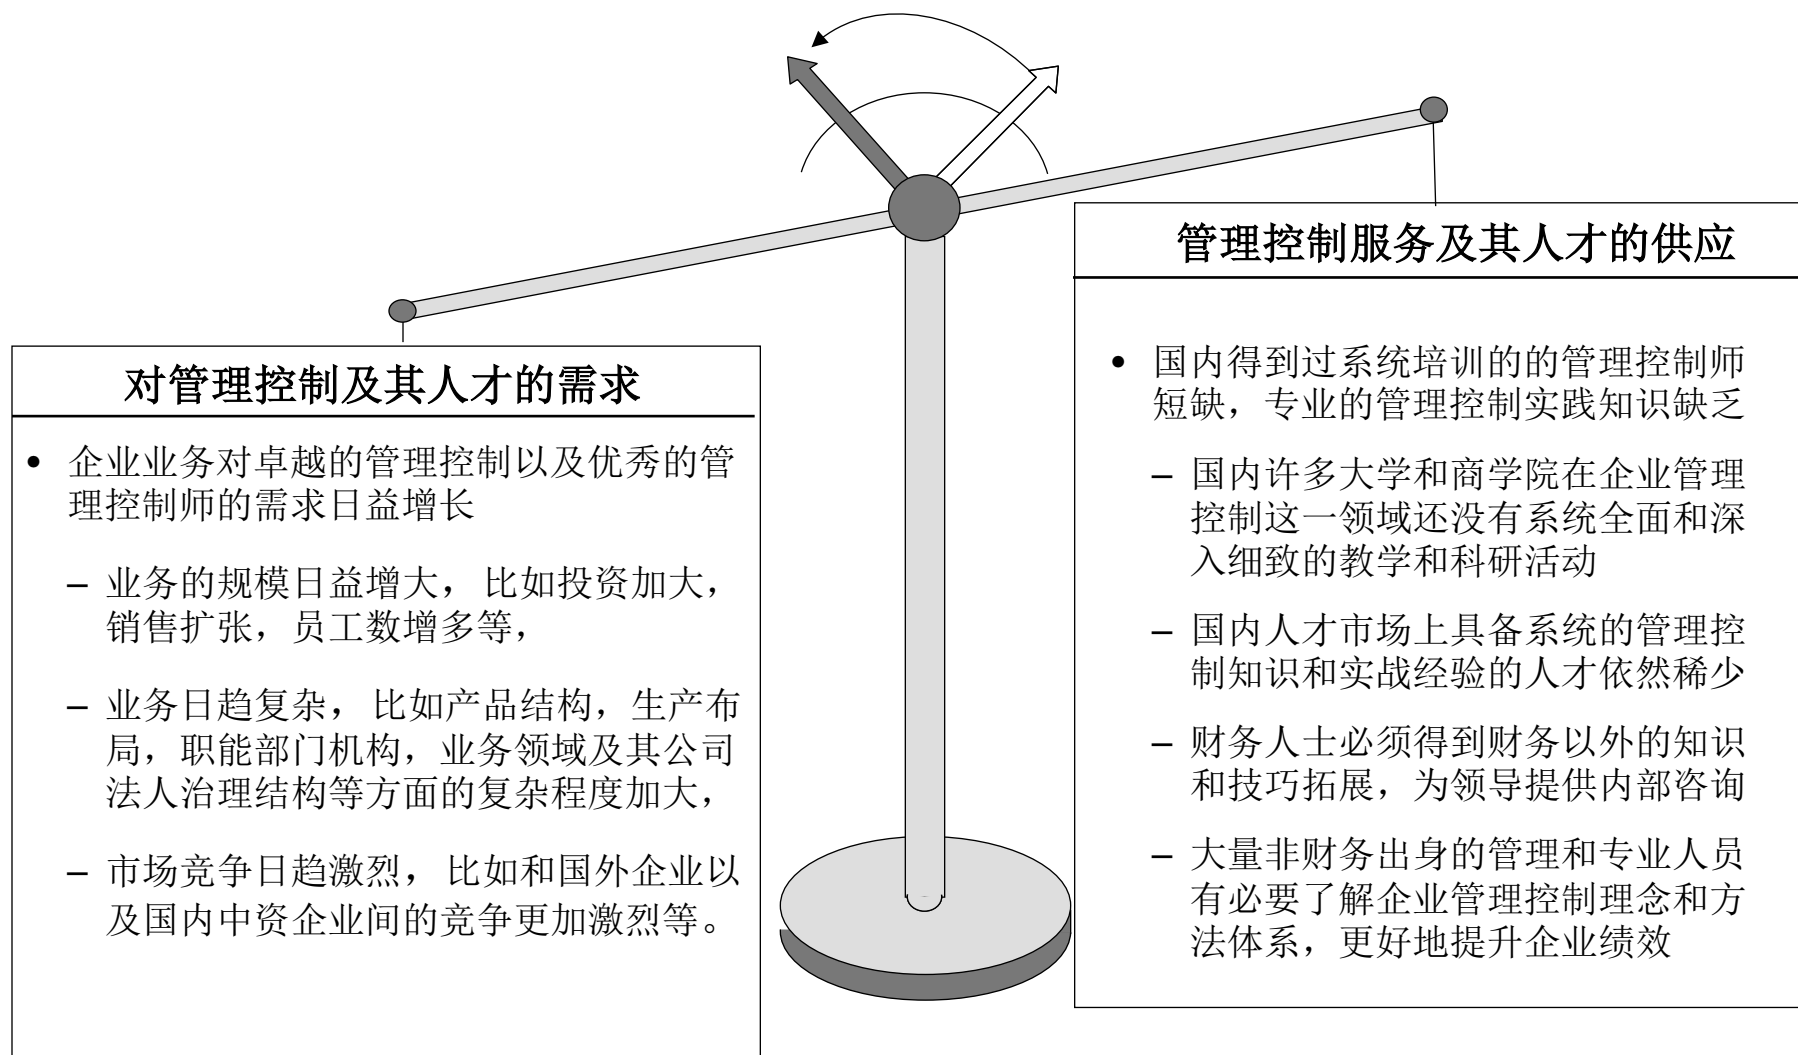 对管理控制及其人才的需求
• 企业业务对卓越的管理控制以及优秀的管
理控制师的需求日益增长
– 业务的规模日益增大， 比如投资加大，
销售扩张，员工数增多等，
– 业务日趋复杂， 比如产品结构，生产布
局，职能部门机构，业务领域及其公司
法人治理结构等方面的复杂程度加大，
– 市场竞争日趋激烈， 比如和国外企业以
及国内中资企业间的竞争更加激烈等。
管理控制服务及其人才的供应
• 国内得到过系统培训的的管理控制师
短缺，专业的管理控制实践知识缺乏
– 国内许多大学和商学院在企业管理
控制这一领域还没有系统全面和深
入细致的教学和科研活动
– 国内人才市场上具备系统的管理控
制知识和实战经验的人才依然稀少
– 财务人士必须得到财务以外的知识
和技巧拓展，为领导提供内部咨询
– 大量非财务出身的管理和专业人员
有必要了解企业管理控制理念和方
法体系，更好地提升企业绩效